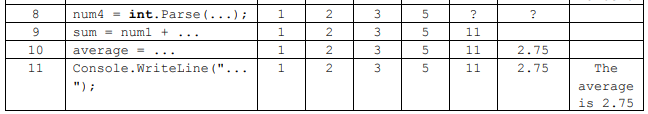 8 num4 = int.Parse(...); 1 2 3 5 ? ?
9 sum = num1 + ... 1 2 3 5 11
10 average = ... 1 2 3 5 11 2.75
11 Console.WriteLine("... 1 2 3 5 11 2.75 The
"); average
is 2.75